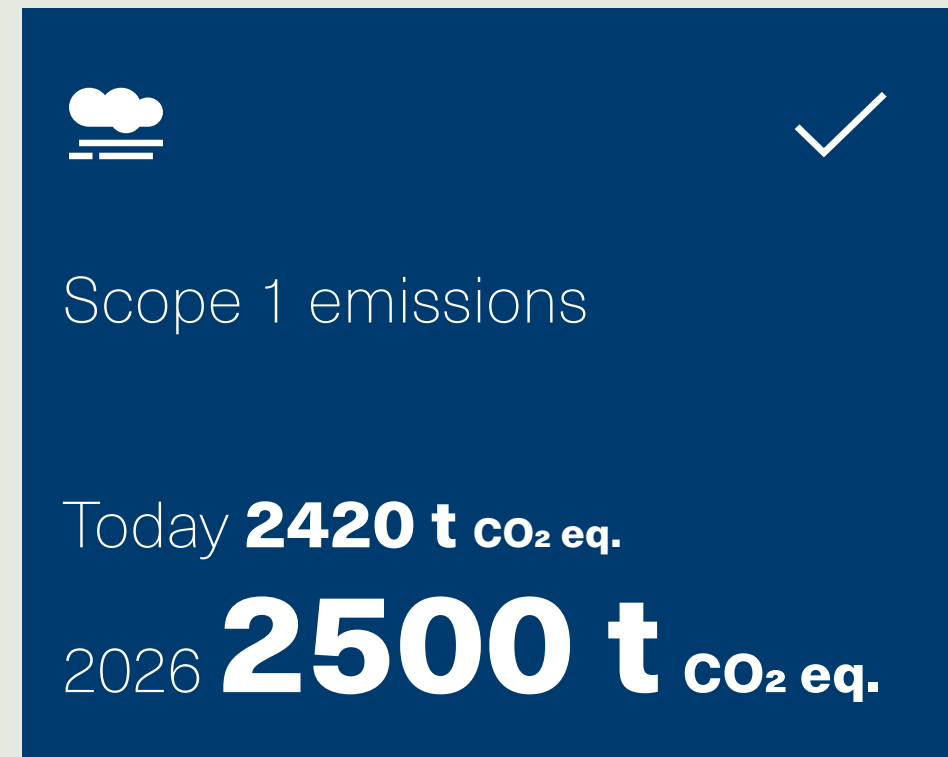 Scope 1 emissions
Today 2420 t CO₂ eq.
2026 2500 t CO₂ eq.